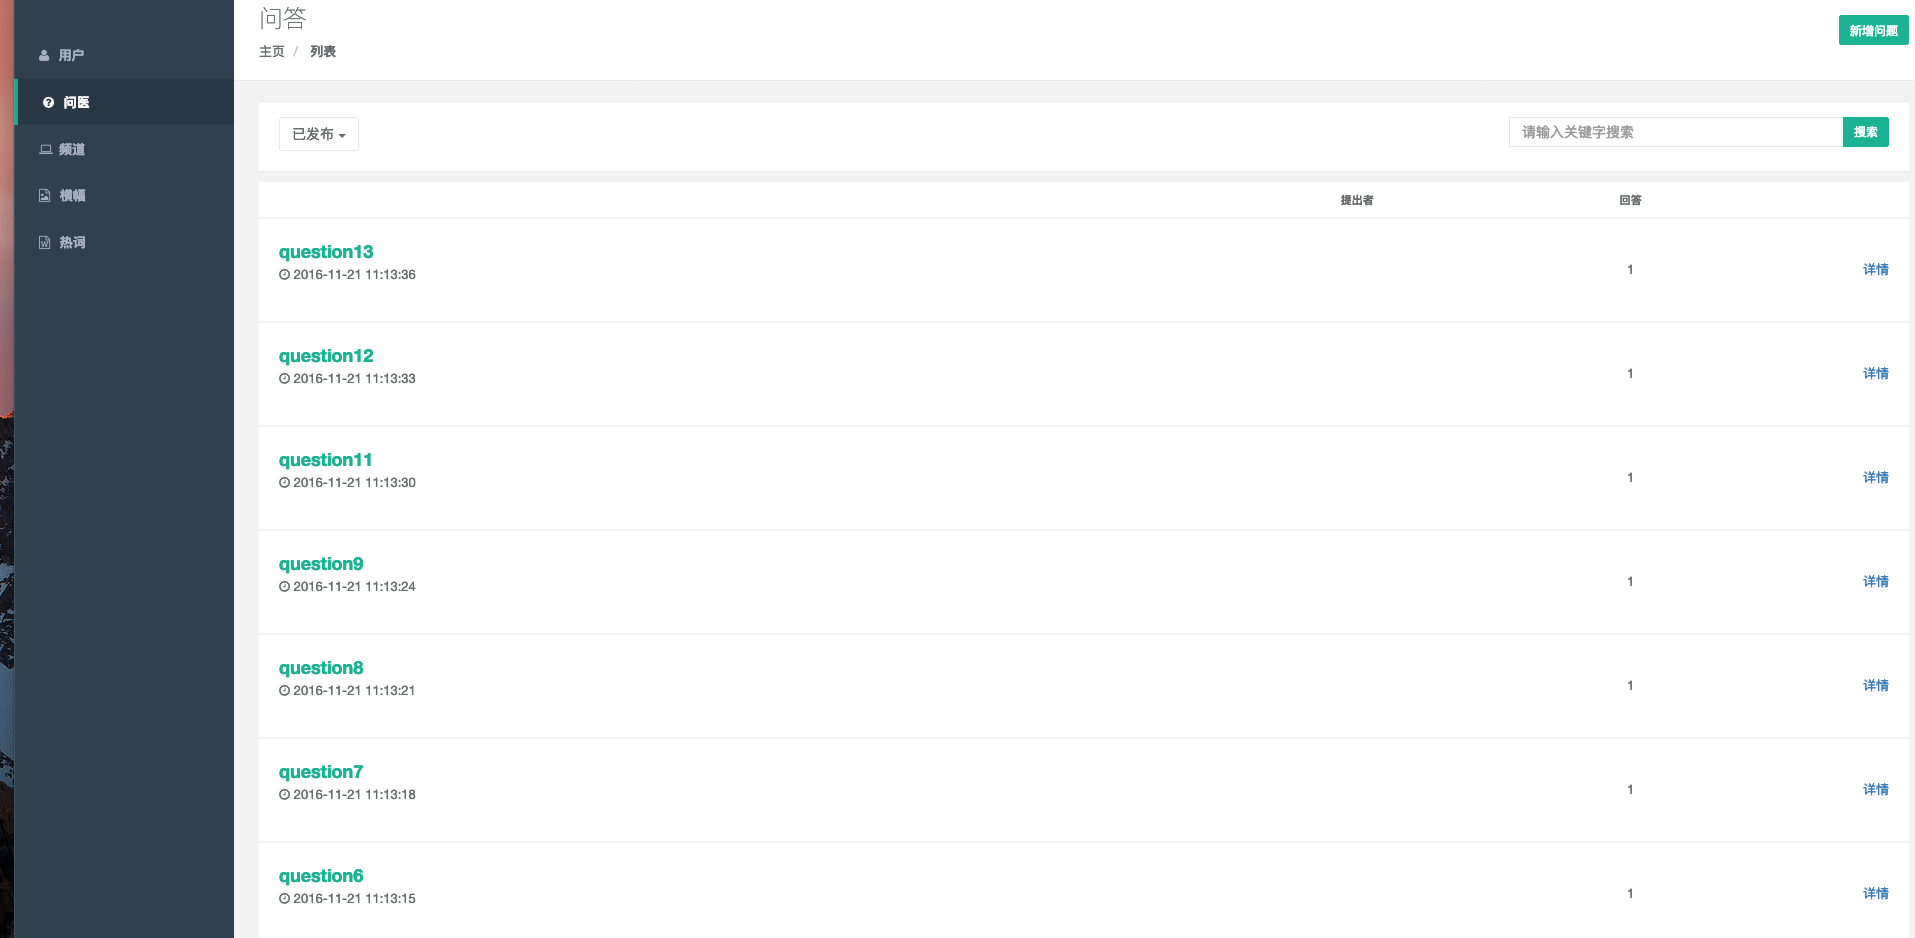 用户
问医
频道
横幅
热词
问答
主页 / 列表
新增问题
已发布
请输入关键字搜索
搜索
提出者 回答
question13
2016-11-21 11:13:36
1
详情
question12
2016-11-21 11:13:33
1
详情
question11
2016-11-21 11:13:30
1
详情
question9
2016-11-21 11:13:24
1
详情
question8
2016-11-21 11:13:21
1
详情
question7
2016-11-21 11:13:18
1
详情
question6
2016-11-21 11:13:15
1
详情